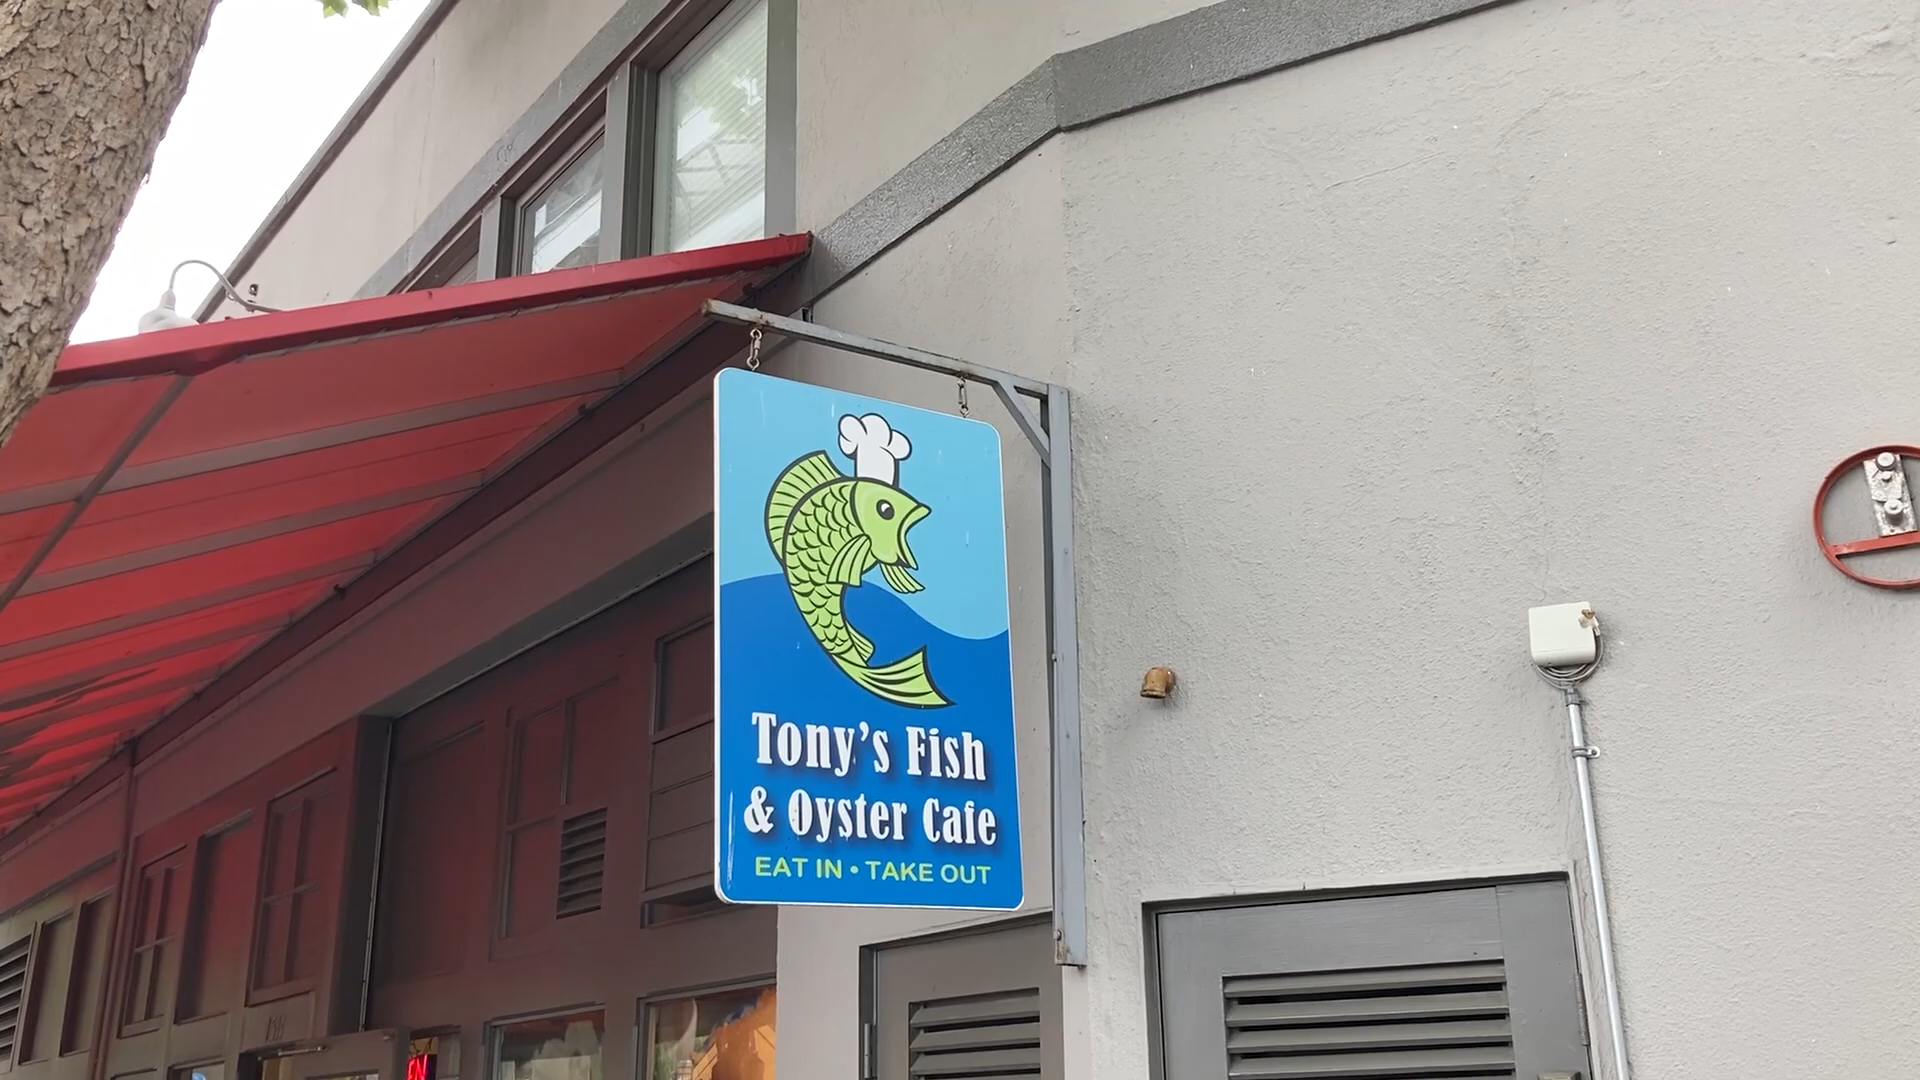 Tony's Fish
& Oyster Cafe
EAT IN • TAKE OUT